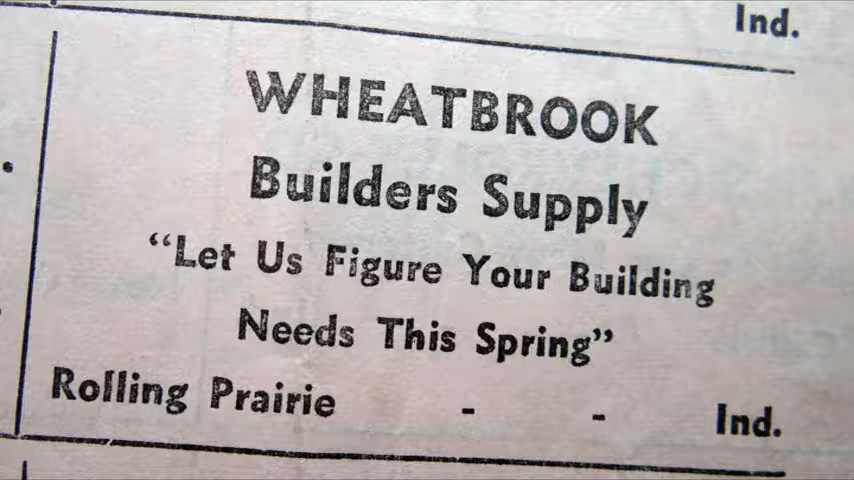 Ind.
WHEATBROOK
Builders Supply
“Let Us Figure Your Building
Needs This Spring”
Rolling Prairie - - Ind.